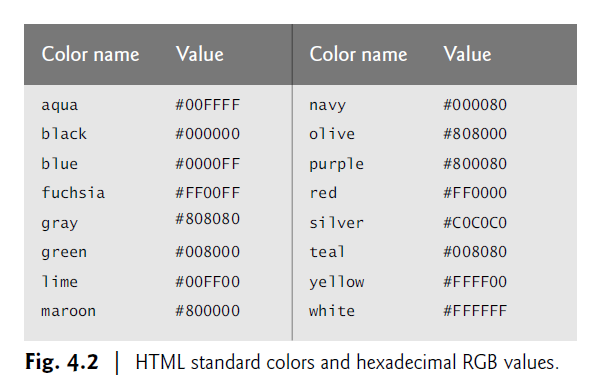 Color name Value Color name Value
aqua #00FFFF navy #000080
black #000000 olive #808000
blue #0000FF purple #800080
fuchsia #FF00FF red #FF0000
gray #808080 silver #C0C0C0
green #008000 teal #008080
lime #00FF00 yellow #FFFF00
maroon #800000 white #FFFFFF
Fig. 4.2 | HTML standard colors and hexadecimal RGB values.